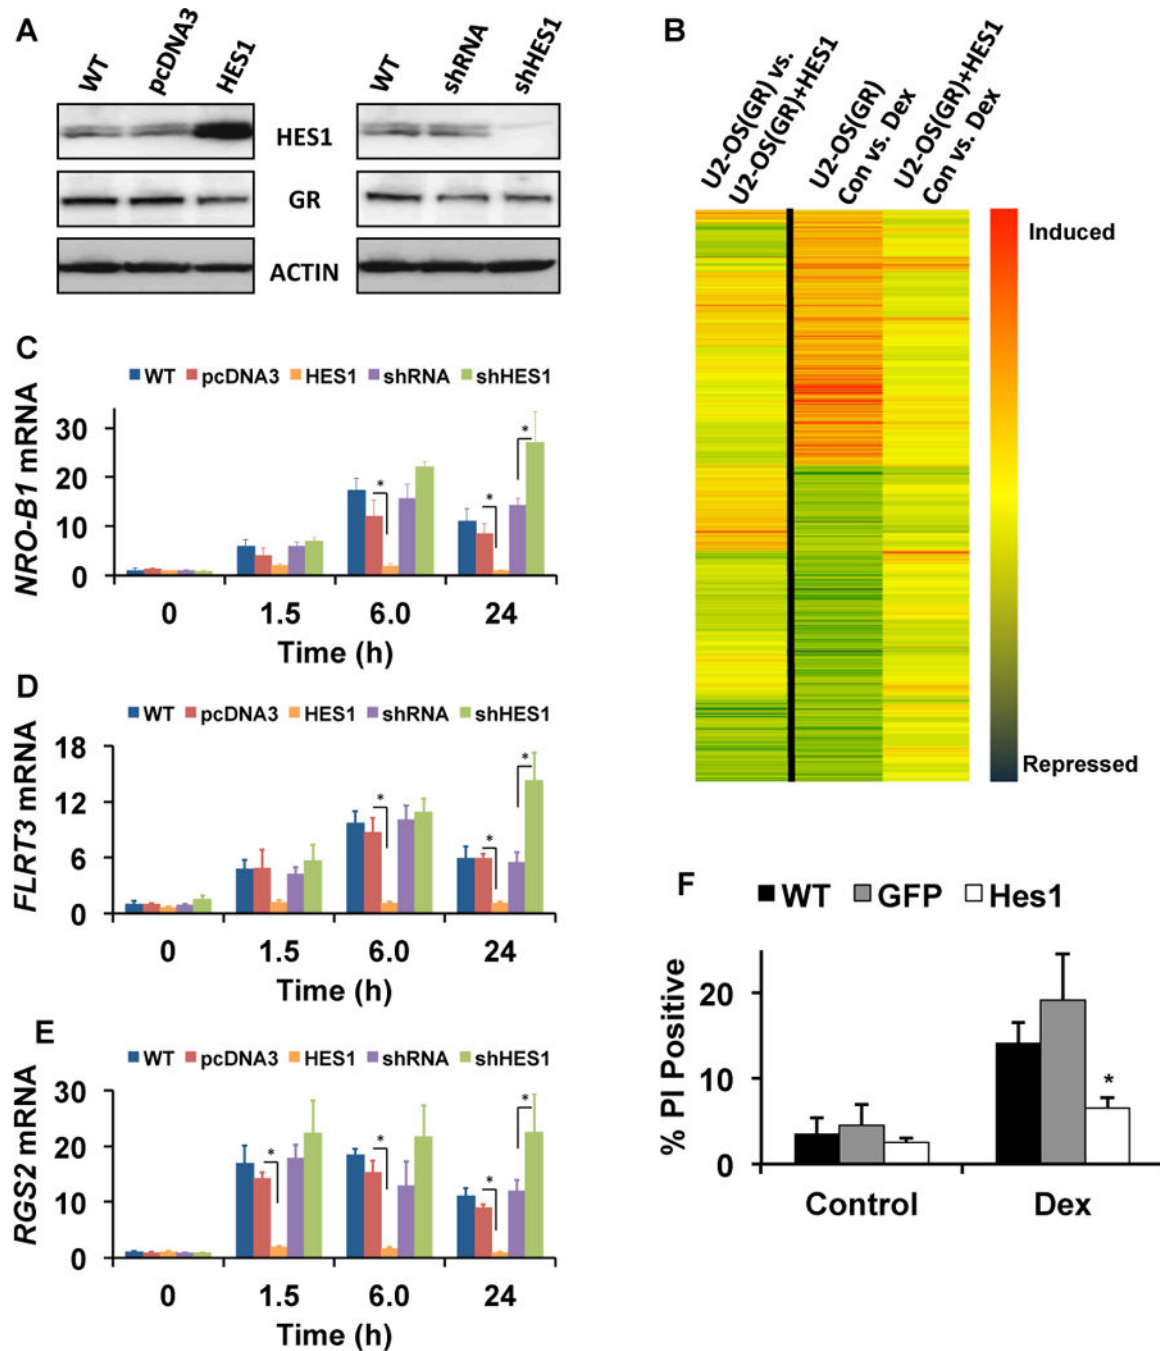 A
WT
pcDNA3
HES1
WT
shRNA
shHES1
HES1
GR
ACTIN
B
U2-OS(GR) vs.
U2-OS(GR)+HES1
U2-OS(GR)
Con vs. Dex
U2-OS(GR)+HES1
Con vs. Dex
Induced
Repressed
C
WT pcDNA3 HES1 shRNA shHES1
NRO-B1 mRNA
30
20
10
0
* * *
0 1.5 6.0 24
Time (h)
D
WT pcDNA3 HES1 shRNA shHES1
FLRT3 mRNA
18
12
6
0
* * *
0 1.5 6.0 24
Time (h)
E
WT pcDNA3 HES1 shRNA shHES1
RGS2 mRNA
30
20
10
0
* * * *
0 1.5 6.0 24
Time (h)
F
WT GFP Hes1
% PI Positive
20
10
0
*
Control Dex